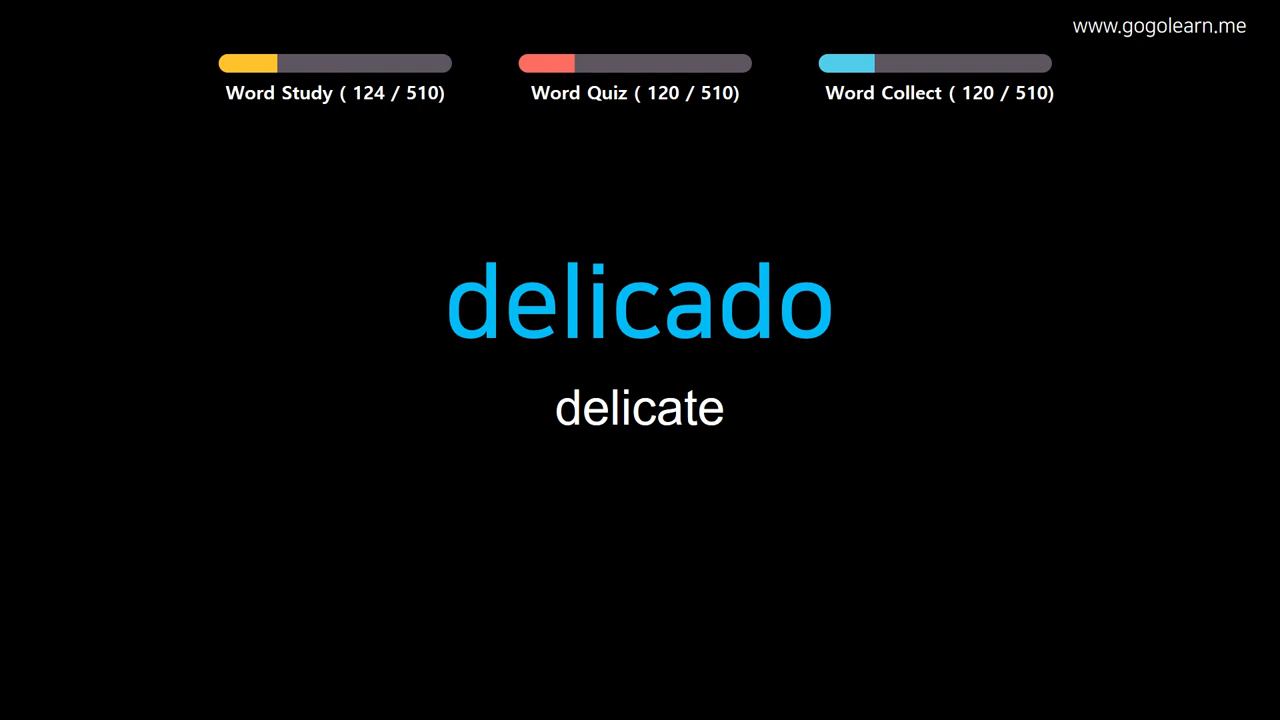 www.gogolearn.me
Word Study ( 124 / 510)
Word Quiz ( 120 / 510)
Word Collect ( 120 / 510)
delicado
delicate